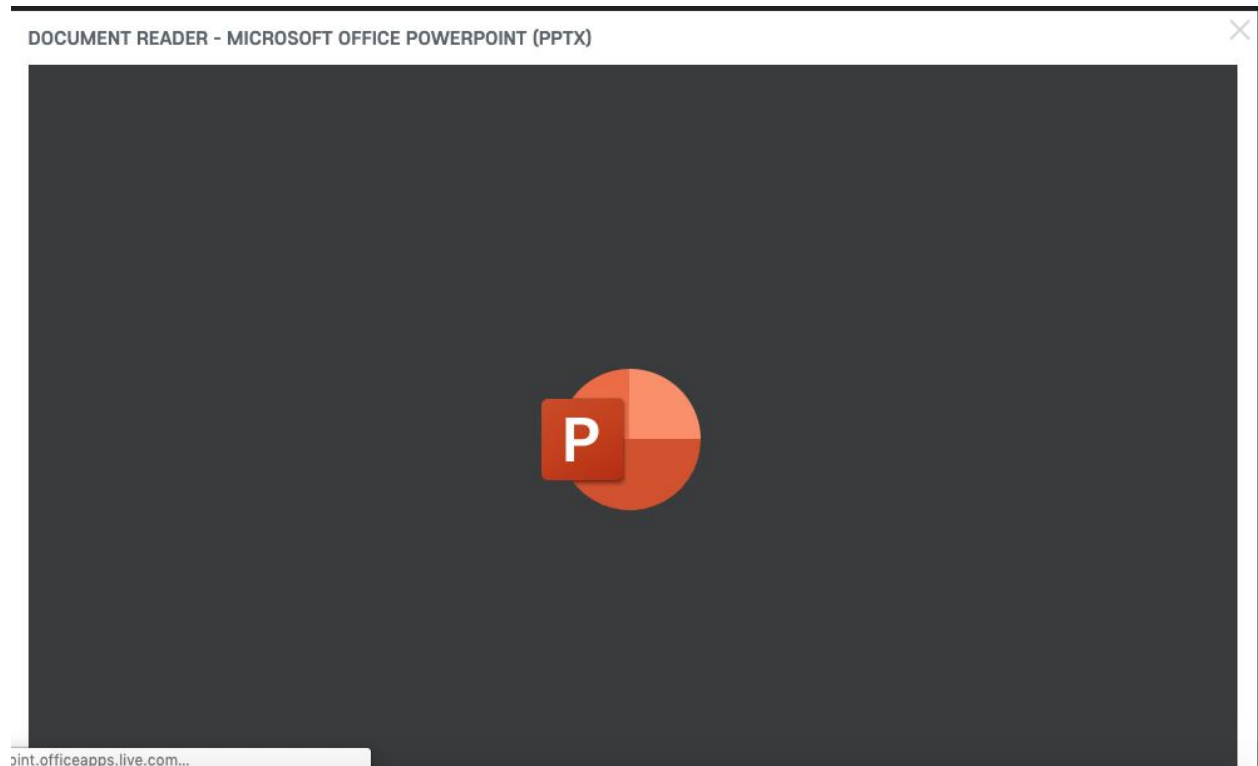 DOCUMENT READER - MICROSOFT OFFICE POWERPOINT (PPTX)
P
oint.officeapps.live.com...